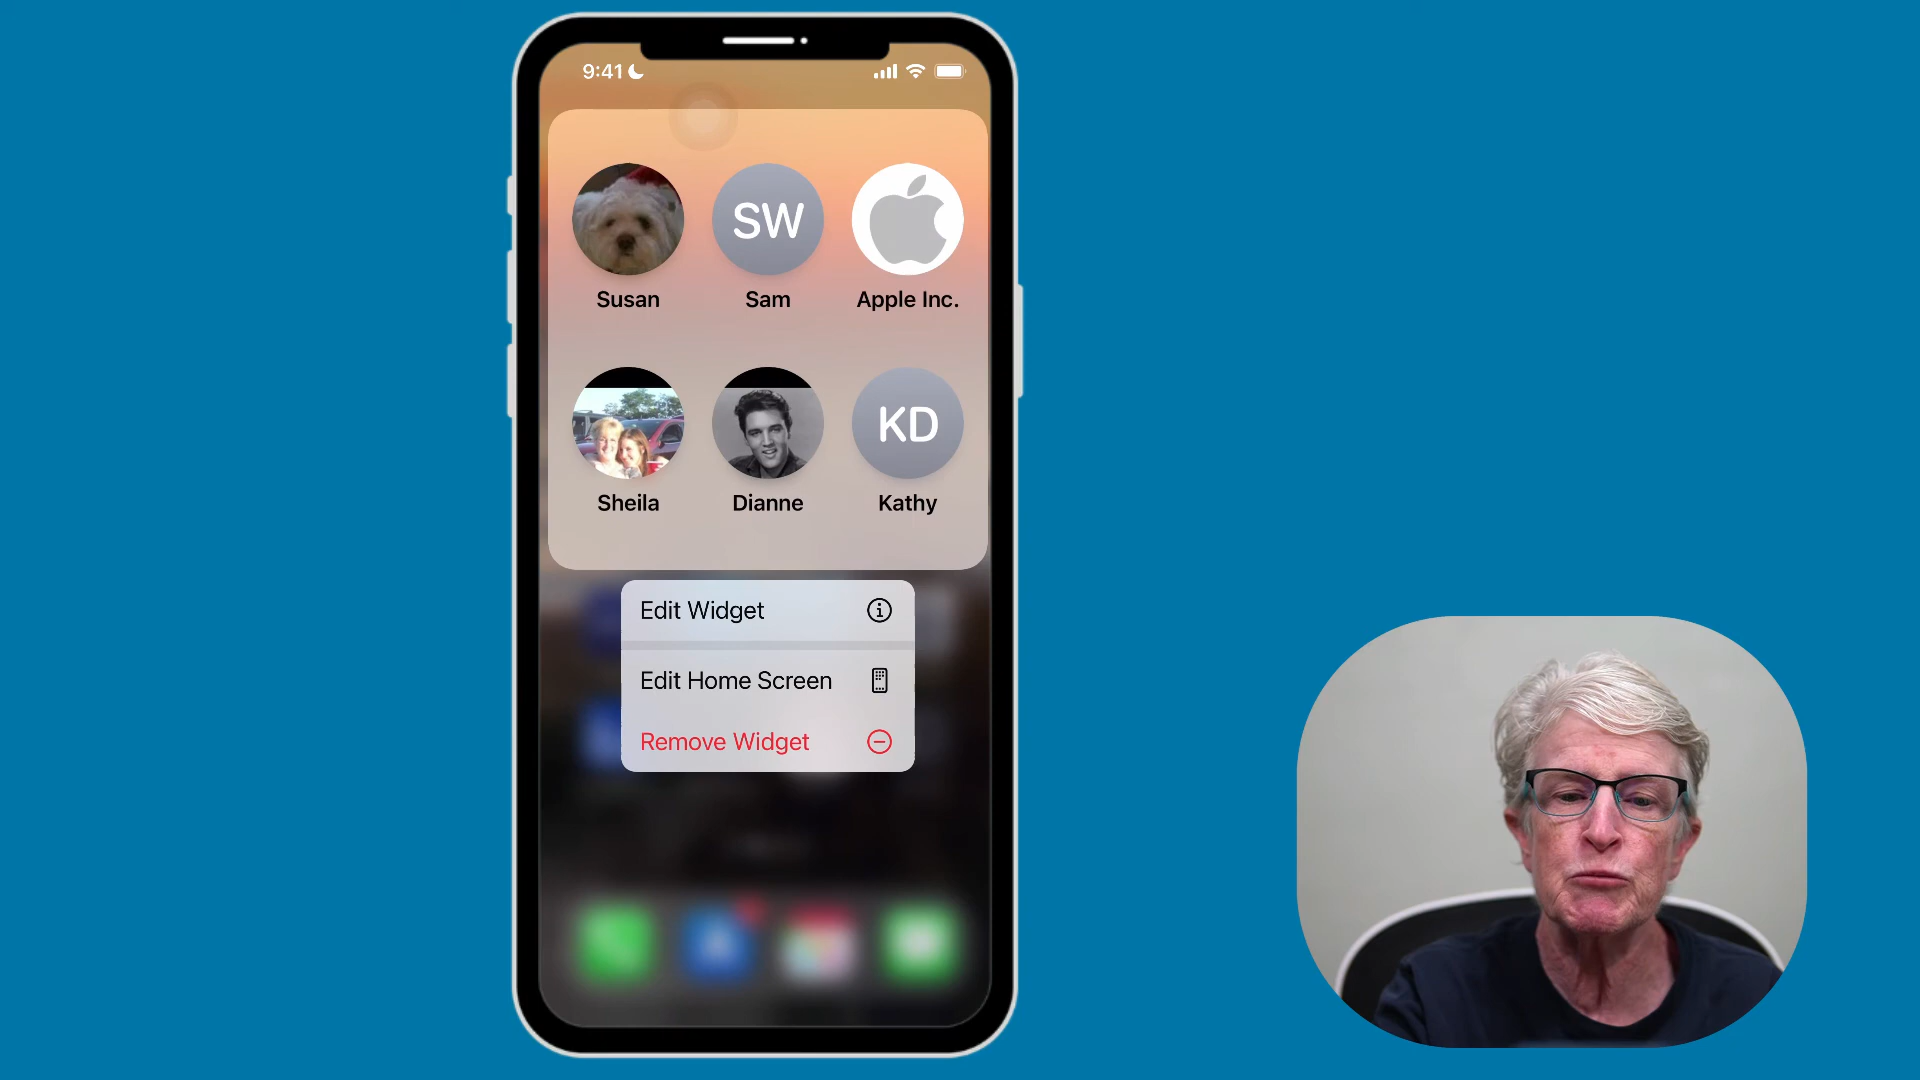 9:41
SW
Susan Sam Apple Inc.
KD
Sheila Dianne Kathy
Edit Widget
Edit Home Screen
Remove Widget